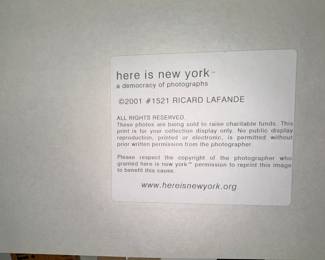 here is new york™
a democracy of photographs
©2001 #1521 RICARD LAFANDE
ALL RIGHTS RESERVED.
These photos are being sold to raise charitable funds. This
print is for your collection display only. No public display
reproduction, printed or electronic, is permitted without
prior written permission from the photographer.
Please respect the copyright of the photographer who
granted here is new york™ permission to reprint this image
to benefit this cause.
www.hereisnewyork.org